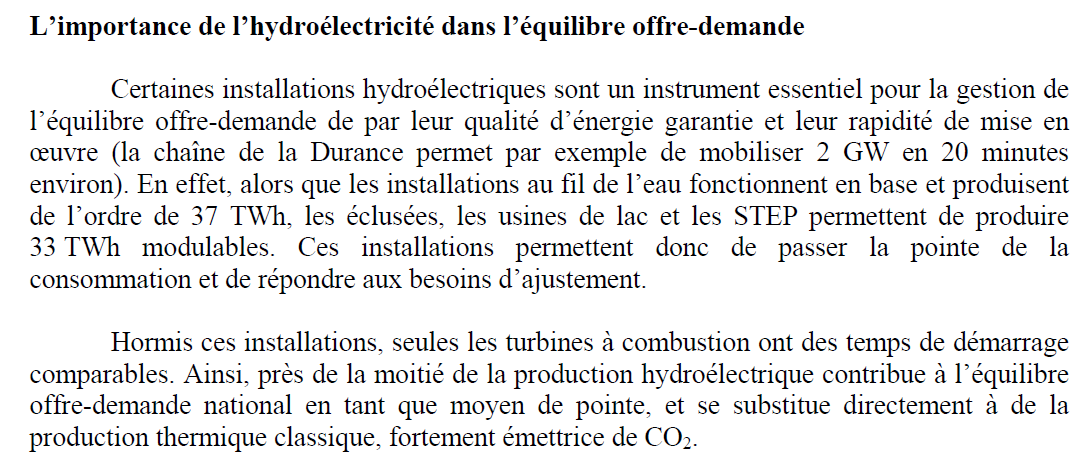 L’importance de l’hydroélectricité dans l’équilibre offre-demande
Certaines installations hydroélectriques sont un instrument essentiel pour la gestion de
l’équilibre offre-demande de par leur qualité d’énergie garantie et leur rapidité de mise en
œuvre (la chaîne de la Durance permet par exemple de mobiliser 2 GW en 20 minutes
environ). En effet, alors que les installations au fil de l’eau fonctionnent en base et produisent
de l’ordre de 37 TWh, les éclusées, les usines de lac et les STEP permettent de produire
33 TWh modulables. Ces installations permettent donc de passer la pointe de la
consommation et de répondre aux besoins d’ajustement.
Hormis ces installations, seules les turbines à combustion ont des temps de démarrage
comparables. Ainsi, près de la moitié de la production hydroélectrique contribue à l’équilibre
offre-demande national en tant que moyen de pointe, et se substitue directement à de la
production thermique classique, fortement émettrice de CO₂.